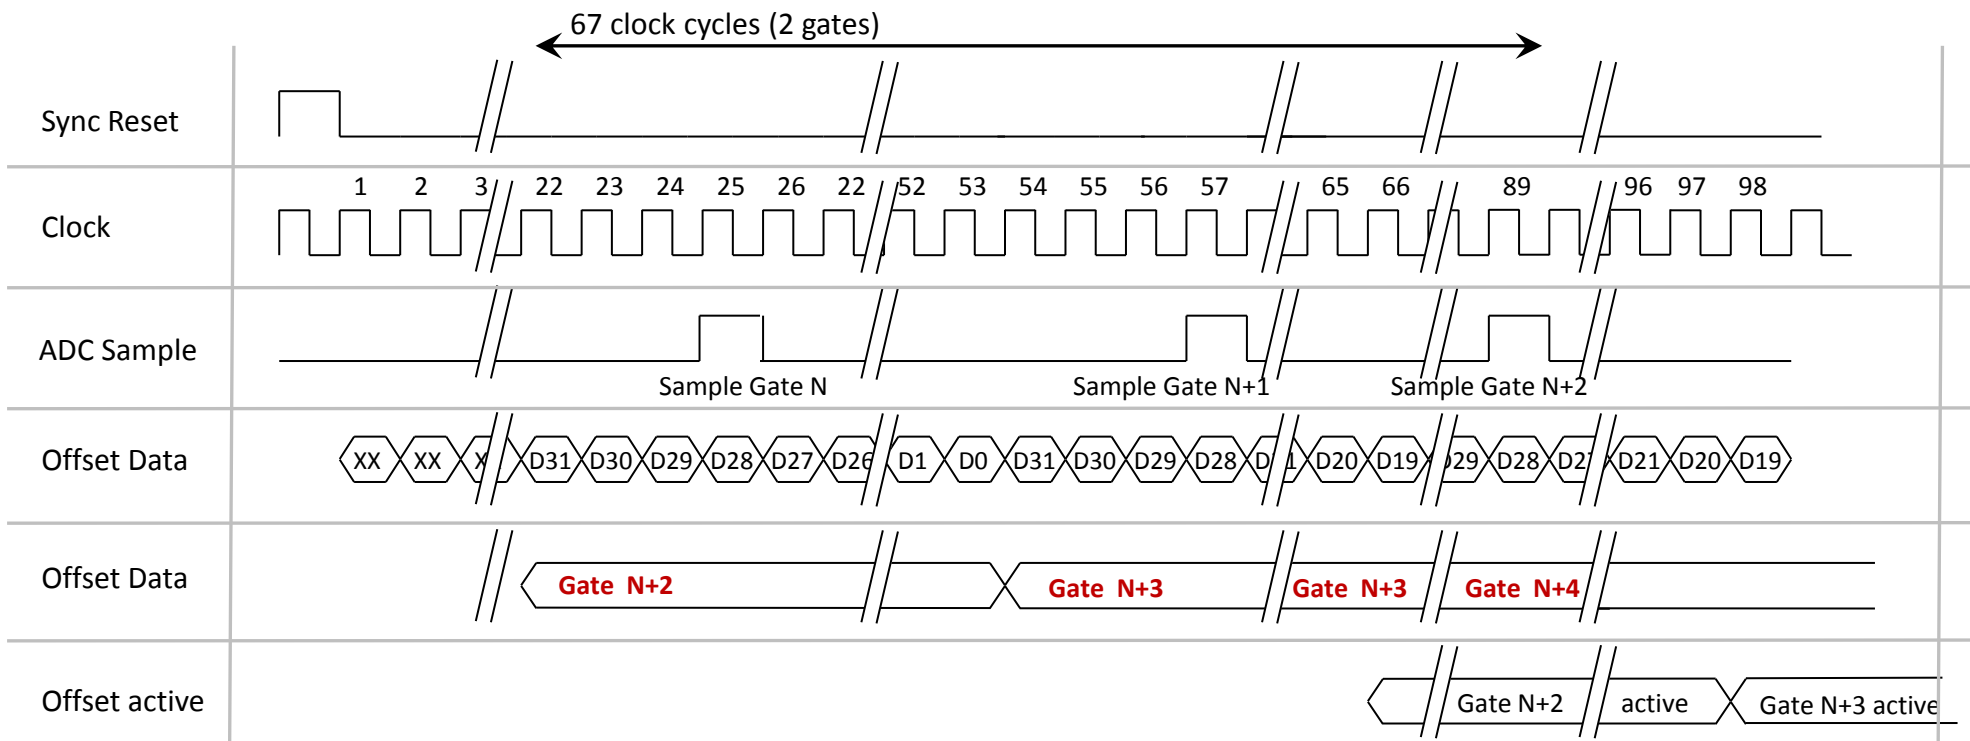 67 clock cycles (2 gates)
Sync Reset
1 2 3 22 23 24 25 26 22 52 53 54 55 56 57 65 66 89 96 97 98
Clock
ADC Sample
Sample Gate N Sample Gate N+1 Sample Gate N+2
Offset Data XX XX X D31 D30 D29 D28 D27 D26 D1 D0 D31 D30 D29 D28 D20 D19 D29 D28 D27 D21 D20 D19
Offset Data Gate N+2 Gate N+3 Gate N+3 Gate N+4
Offset active Gate N+2 active Gate N+3 active